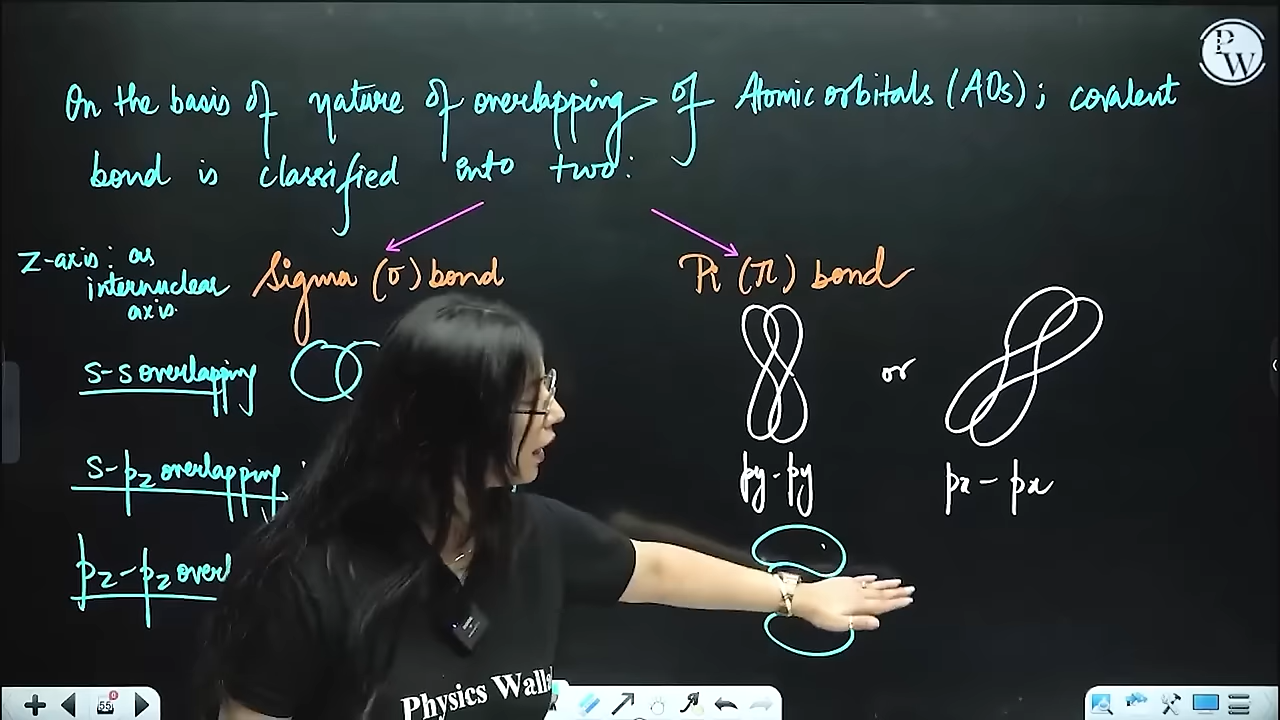 PW
On the basis of nature of overlapping of Atomic orbitals (AOs); covalent
bond is classified into two:
Z-axis: as
internuclear
axis.
Sigma (σ) bond
Pi (π) bond
s-s overlapping
or
s-pz overlapping :
py-py
px-px
pz-pz overl
Physics Walla
55